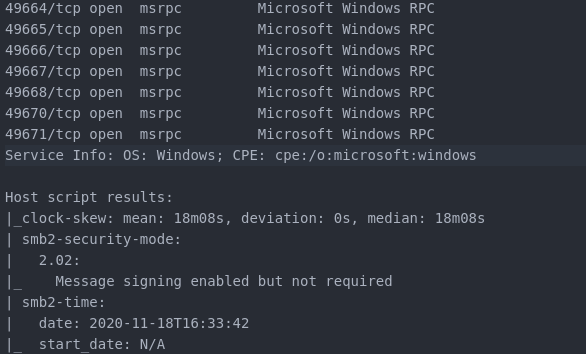 49664/tcp open  msrpc         Microsoft Windows RPC
49665/tcp open  msrpc         Microsoft Windows RPC
49666/tcp open  msrpc         Microsoft Windows RPC
49667/tcp open  msrpc         Microsoft Windows RPC
49668/tcp open  msrpc         Microsoft Windows RPC
49670/tcp open  msrpc         Microsoft Windows RPC
49671/tcp open  msrpc         Microsoft Windows RPC
Service Info: OS: Windows; CPE: cpe:/o:microsoft:windows
Host script results:
|_clock-skew: mean: 18m08s, deviation: 0s, median: 18m08s
| smb2-security-mode:
|   2.02:
|_    Message signing enabled but not required
| smb2-time:
|   date: 2020-11-18T16:33:42
|_  start_date: N/A